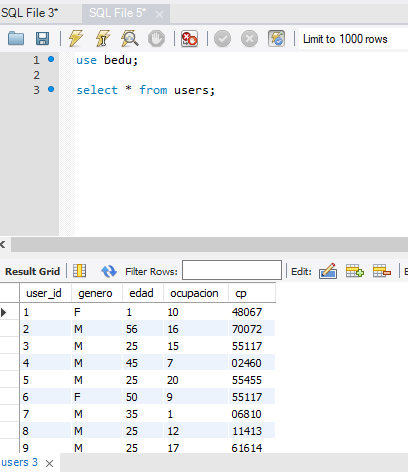 SQL File 3* SQL File 5*
Limit to 1000 rows
1 use bedu;
2
3 select * from users;
Result Grid Filter Rows: Edit:
user_id genero edad ocupacion cp
1 F 1 10 48067
2 M 56 16 70072
3 M 25 15 55117
4 M 45 7 02460
5 M 25 20 55455
6 F 50 9 55117
7 M 35 1 06810
8 M 25 12 11413
9 M 25 17 61614
users 3